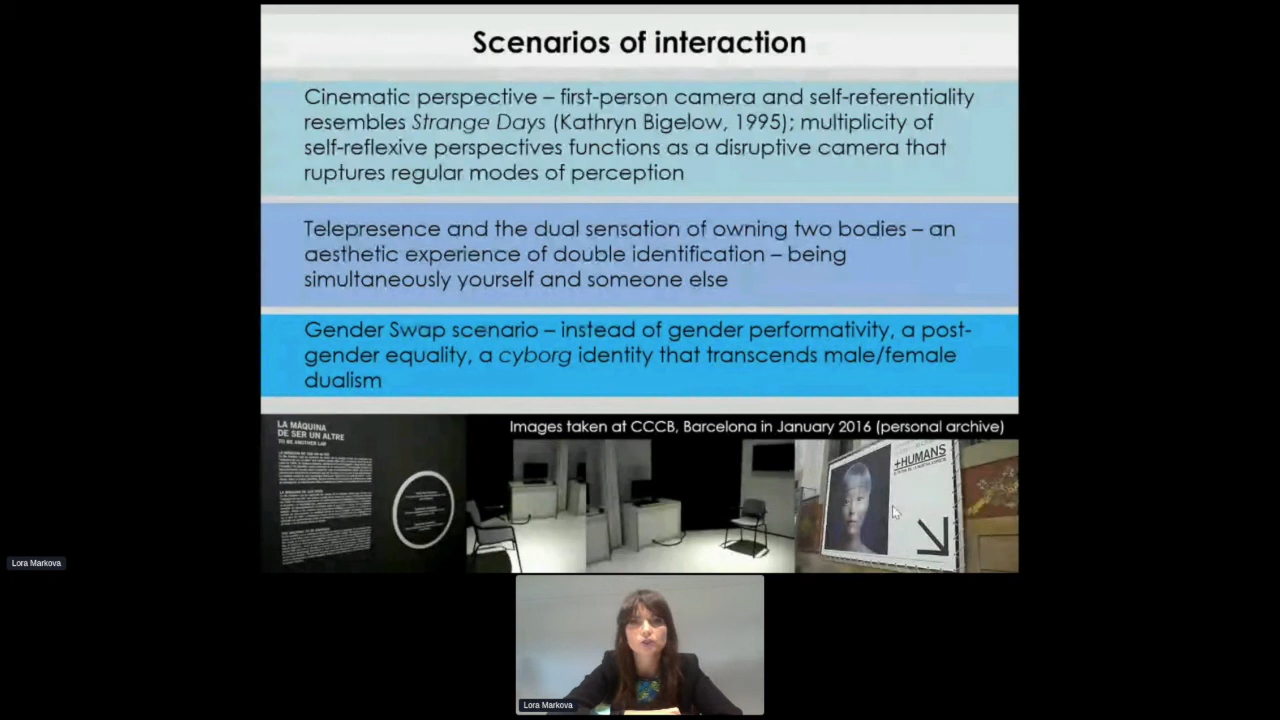 Scenarios of interaction
Cinematic perspective – first-person camera and self-referentiality
resembles Strange Days (Kathryn Bigelow, 1995); multiplicity of
self-reflexive perspectives functions as a disruptive camera that
ruptures regular modes of perception
Telepresence and the dual sensation of owning two bodies – an
aesthetic experience of double identification – being
simultaneously yourself and someone else
Gender Swap scenario – instead of gender performativity, a post-
gender equality, a cyborg identity that transcends male/female
dualism
Images taken at CCCB, Barcelona in January 2016 (personal archive)
LA MÀQUINA
DE SER UN ALTRE
+HUMANS
Lora Markova
Lora Markova